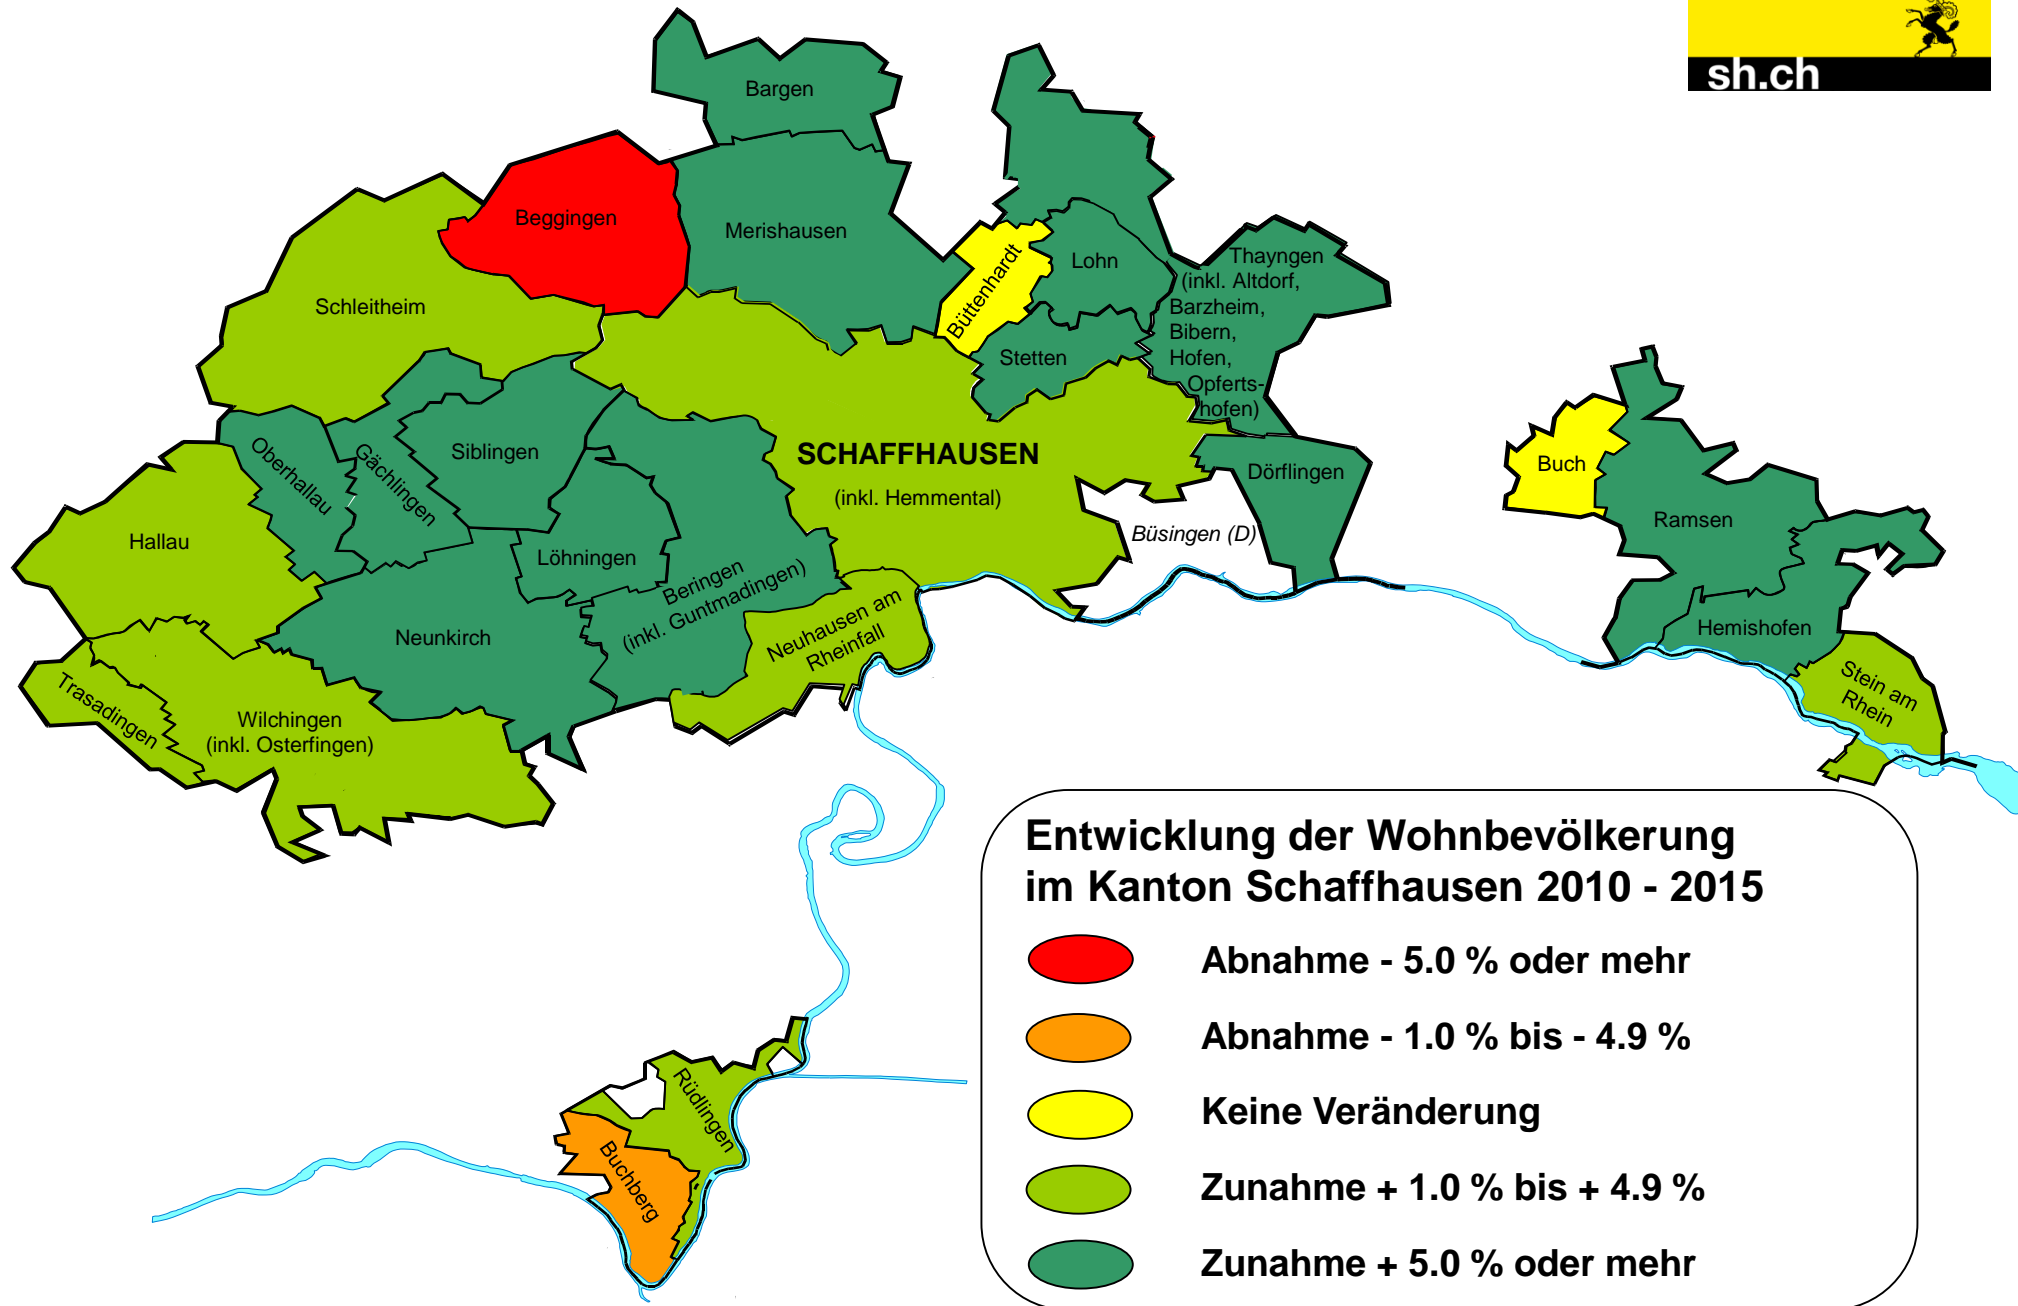 sh.ch
Bargen
Beggingen
Merishausen
Schleitheim
Büttenhardt
Lohn
Thayngen
(inkl. Altdorf,
Barzheim,
Bibern,
Hofen,
Opferts-
hofen)
Stetten
Oberhallau
Gächlingen
Siblingen
SCHAFFHAUSEN
(inkl. Hemmental)
Dörflingen
Büsingen (D)
Buch
Ramsen
Hallau
Löhningen
Beringen
(inkl. Guntmadingen)
Neunkirch
Neuhausen am
Rheinfall
Hemishofen
Stein am
Rhein
Trasadingen
Wilchingen
(inkl. Osterfingen)
Rüdlingen
Buchberg
Entwicklung der Wohnbevölkerung
im Kanton Schaffhausen 2010 - 2015
Abnahme - 5.0 % oder mehr
Abnahme - 1.0 % bis - 4.9 %
Keine Veränderung
Zunahme + 1.0 % bis + 4.9 %
Zunahme + 5.0 % oder mehr